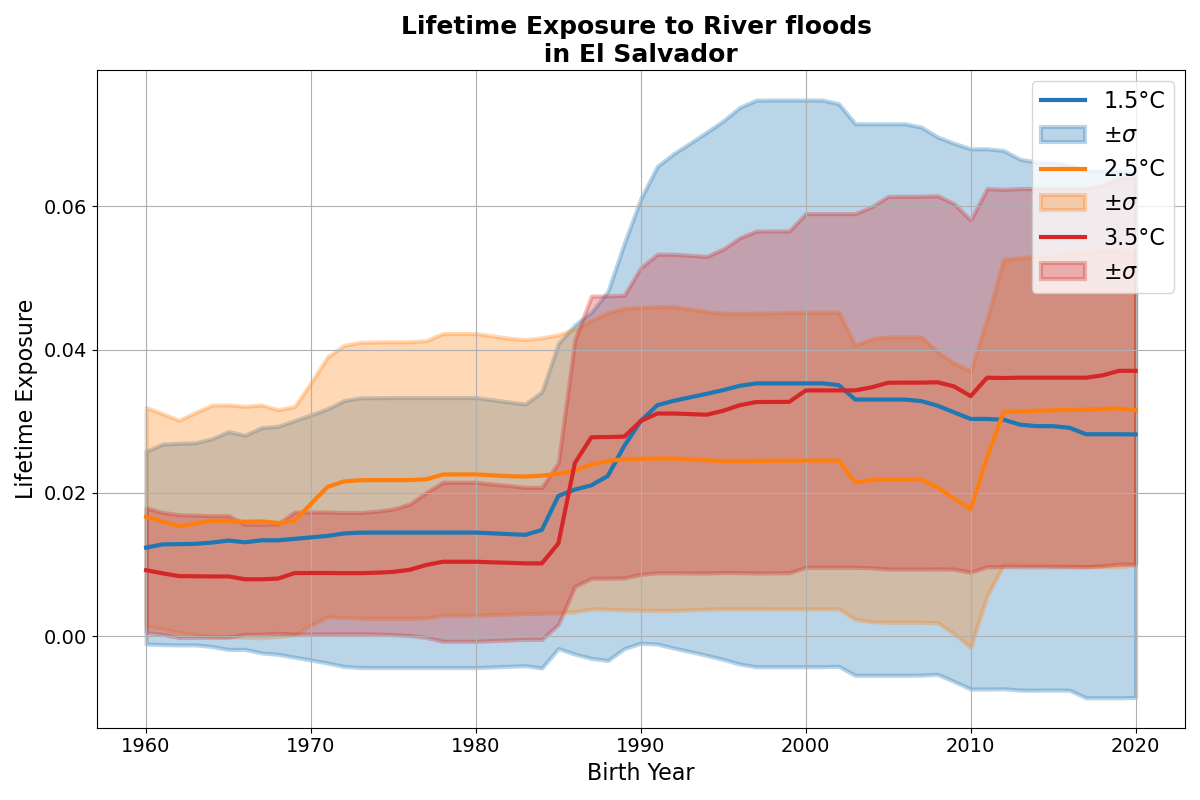 Lifetime Exposure to River floods
in El Salvador
1.5°C
±σ
2.5°C
±σ
3.5°C
±σ
Lifetime Exposure
0.06
0.04
0.02
0.00
1960 1970 1980 1990 2000 2010 2020
Birth Year